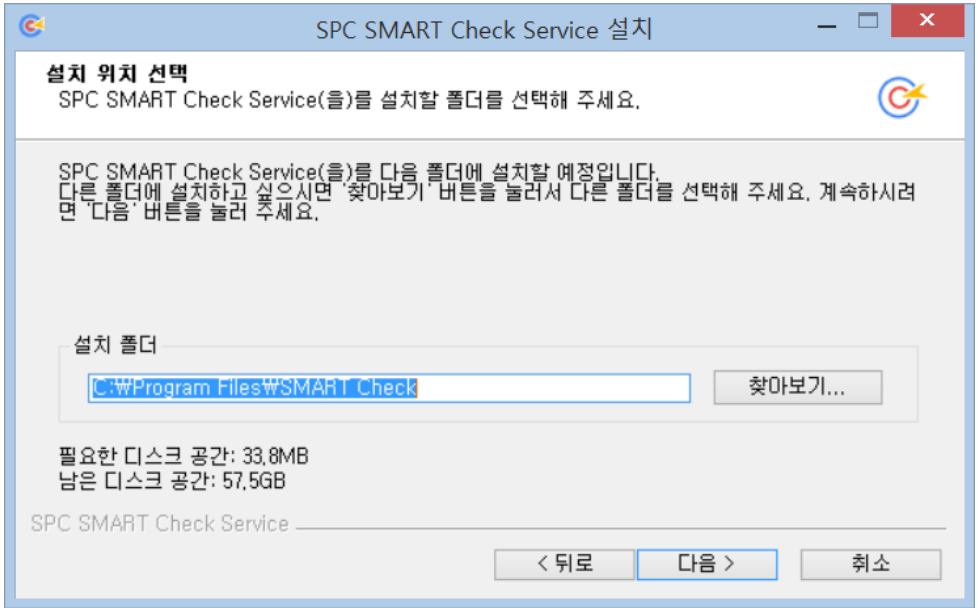 SPC SMART Check Service 설치
설치 위치 선택
SPC SMART Check Service(을)를 설치할 폴더를 선택해 주세요.
SPC SMART Check Service(을)를 다음 폴더에 설치할 예정입니다.
다른 폴더에 설치하고 싶으시면 '찾아보기' 버튼을 눌러서 다른 폴더를 선택해 주세요. 계속하시려
면 '다음' 버튼을 눌러 주세요.
설치 폴더
C:₩Program Files₩SMART Check
찾아보기...
필요한 디스크 공간: 33.8MB
남은 디스크 공간: 57.5GB
SPC SMART Check Service
< 뒤로
다음 >
취소